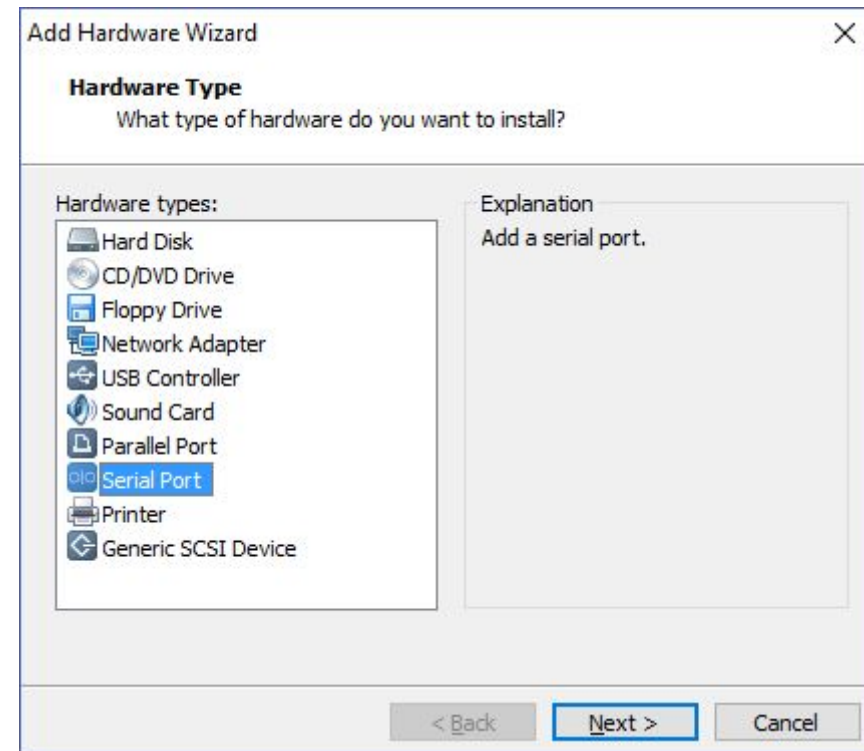 Add Hardware Wizard
Hardware Type
What type of hardware do you want to install?
Hardware types:
Hard Disk
CD/DVD Drive
Floppy Drive
Network Adapter
USB Controller
Sound Card
Parallel Port
Serial Port
Printer
Generic SCSI Device
Explanation
Add a serial port.
< Back
Next >
Cancel